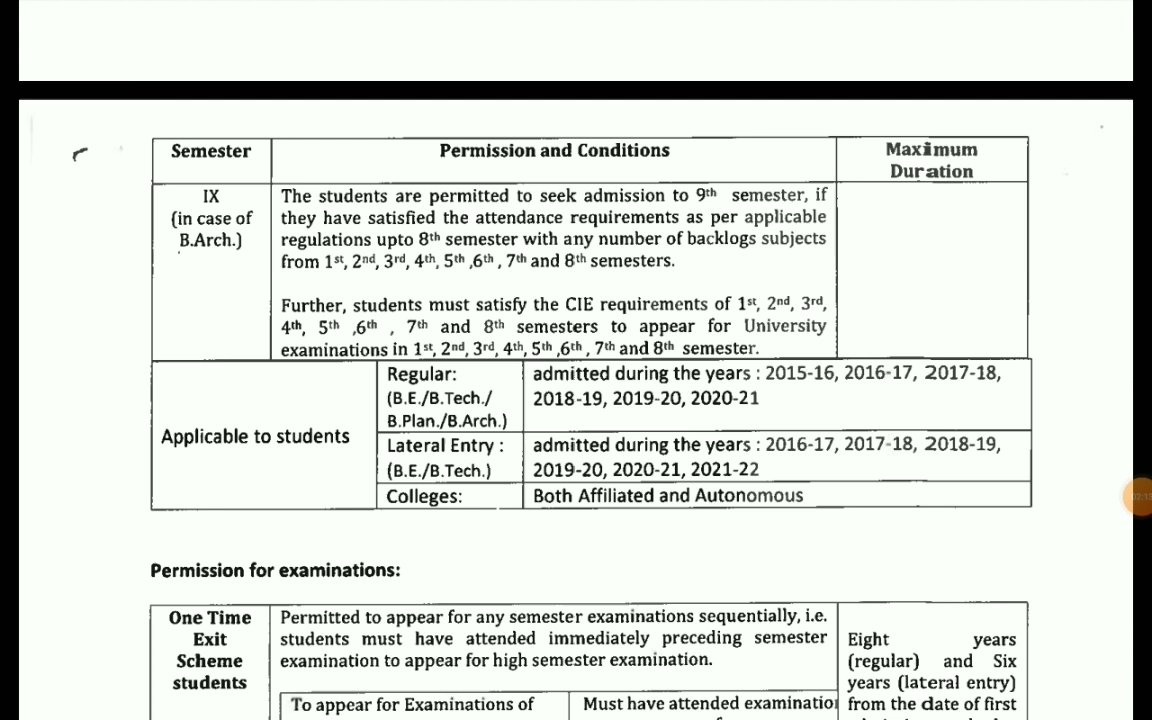 Semester Permission and Conditions Maximum
Duration
IX
(in case of
B.Arch.)
The students are permitted to seek admission to 9th semester, if
they have satisfied the attendance requirements as per applicable
regulations upto 8th semester with any number of backlogs subjects
from 1st, 2nd, 3rd, 4th, 5th ,6th , 7th and 8th semesters.
Further, students must satisfy the CIE requirements of 1st, 2nd, 3rd,
4th, 5th ,6th , 7th and 8th semesters to appear for University
examinations in 1st, 2nd, 3rd, 4th, 5th ,6th , 7th and 8th semester.
Applicable to students
Regular:
(B.E./B.Tech./
B.Plan./B.Arch.)
admitted during the years : 2015-16, 2016-17, 2017-18,
2018-19, 2019-20, 2020-21
Lateral Entry :
(B.E./B.Tech.)
admitted during the years : 2016-17, 2017-18, 2018-19,
2019-20, 2020-21, 2021-22
Colleges: Both Affiliated and Autonomous
02:13
Permission for examinations:
One Time
Exit
Scheme
students
Permitted to appear for any semester examinations sequentially, i.e.
students must have attended immediately preceding semester
examination to appear for high semester examination.
To appear for Examinations of Must have attended examination
Eight years
(regular) and Six
years (lateral entry)
from the date of first